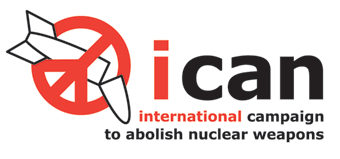 ican
international campaign
to abolish nuclear weapons